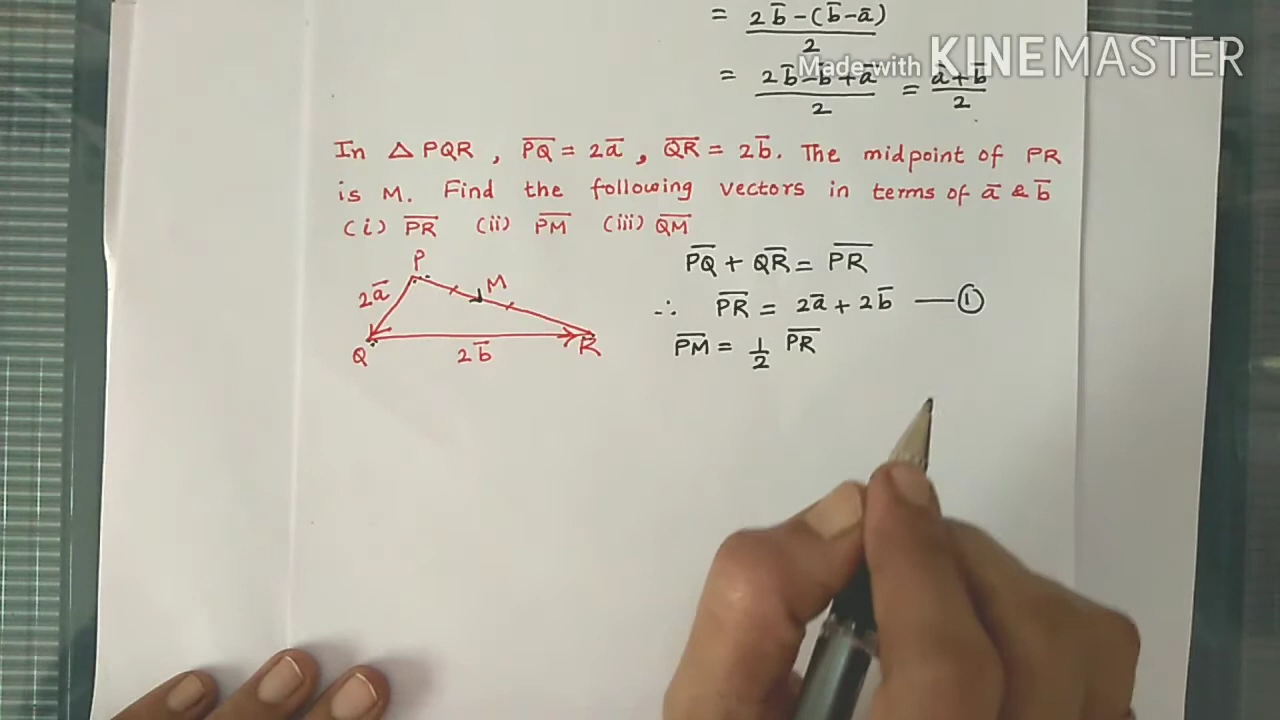 = 2b̄ - (b̄ - ā) / 2
Made with KINEMASTER
= 2b̄ - b̄ + ā / 2 = ā + b̄ / 2
In △ PQR , P̅Q̅ = 2ā , Q̅R̅ = 2b̄. The midpoint of PR
is M. Find the following vectors in terms of ā & b̄
(i) P̅R̅ (ii) P̅M̅ (iii) Q̅M̅
P
2ā
M
Q
2b̄
R
P̅Q̅ + Q̅R̅ = P̅R̅
∴ P̅R̅ = 2ā + 2b̄ —①
P̅M̅ = 1/2 P̅R̅